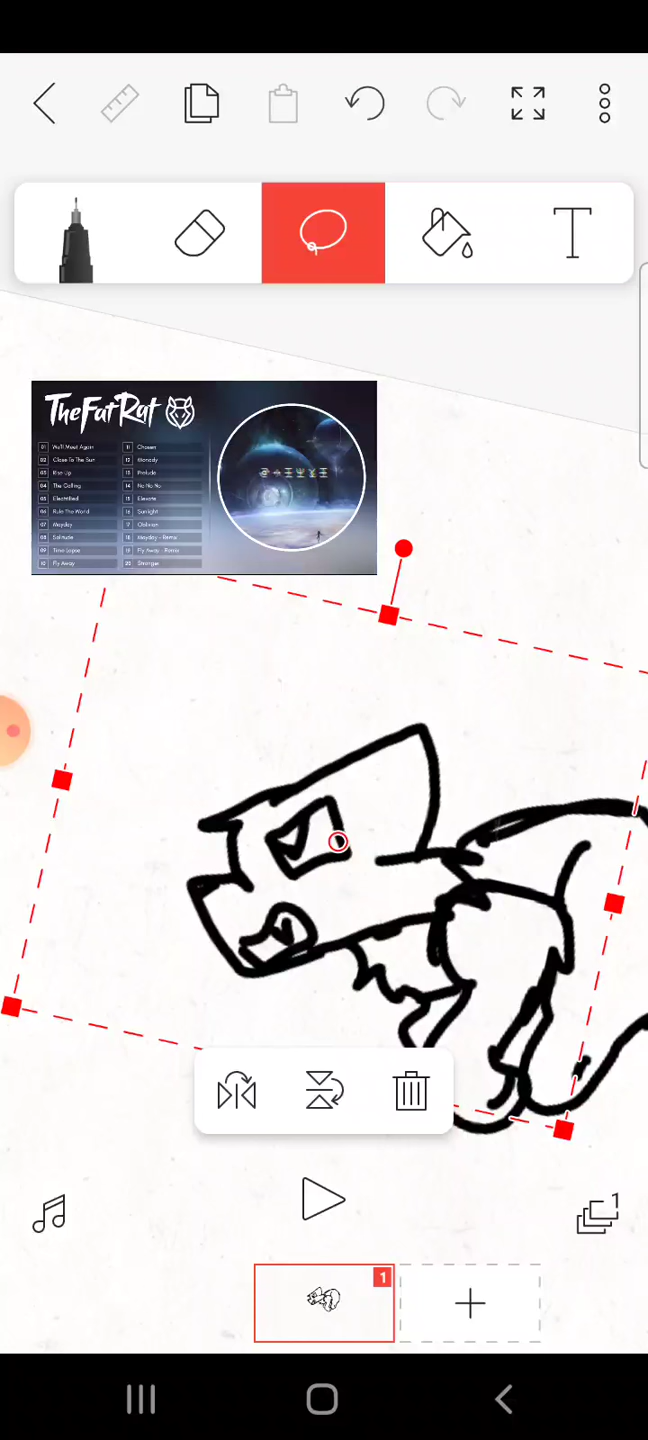 TheFatRat
01 We'll Meet Again
02 Close To The Sun
03 Rise Up
04 The Calling
05 Electrified
06 Rule The World
07 Mayday
08 Solitude
09 Time Lapse
10 Fly Away
11 Chosen
12 Monody
13 Prelude
14 No No No
15 Elevate
16 Sunlight
17 Oblivion
18 Mayday - Remix
19 Fly Away - Remix
20 Stronger
T
1
1